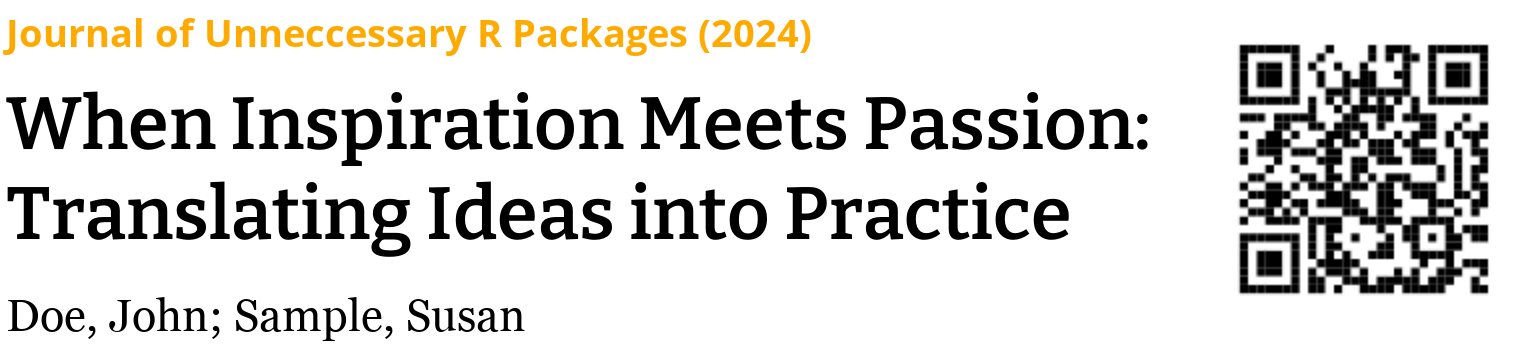 Journal of Unneccessary R Packages (2024)
When Inspiration Meets Passion:
Translating Ideas into Practice
Doe, John; Sample, Susan